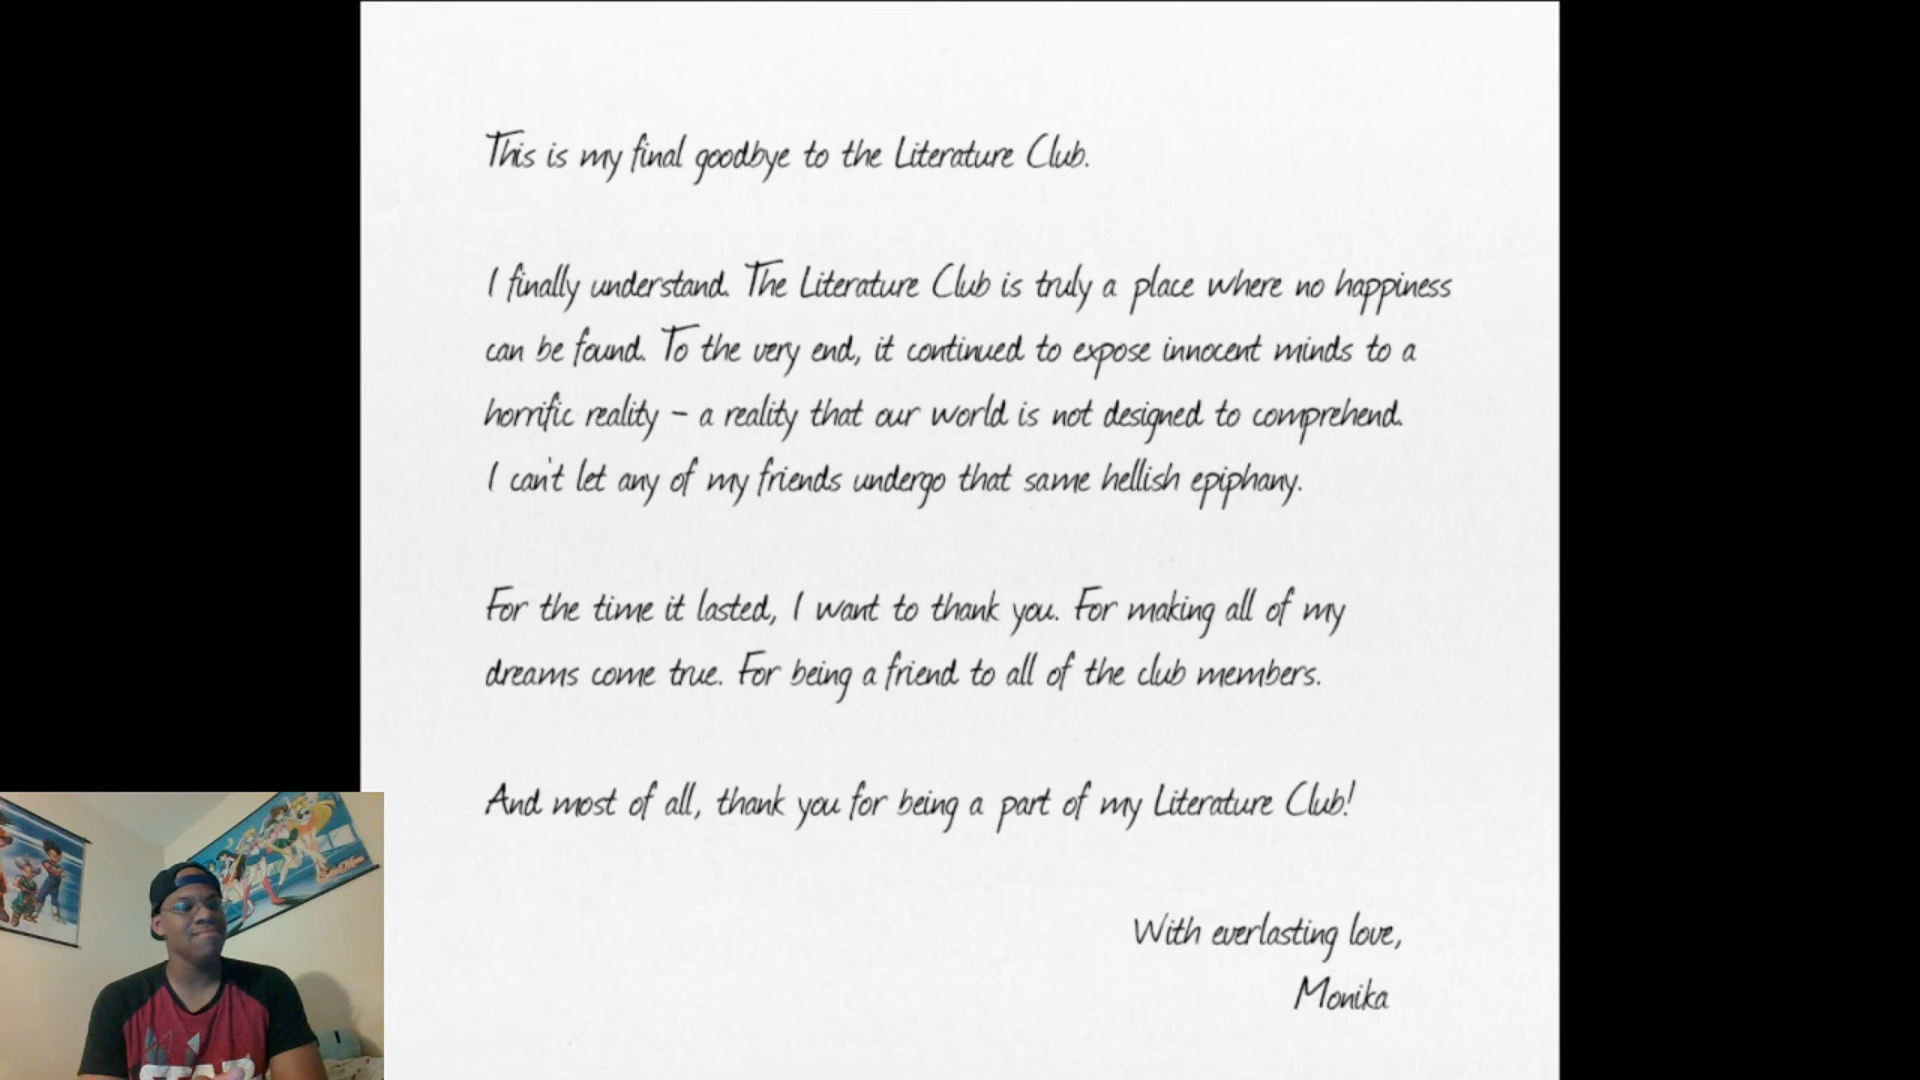 This is my final goodbye to the Literature Club.
I finally understand. The Literature Club is truly a place where no happiness
can be found. To the very end, it continued to expose innocent minds to a
horrific reality - a reality that our world is not designed to comprehend.
I can't let any of my friends undergo that same hellish epiphany.
For the time it lasted, I want to thank you. For making all of my
dreams come true. For being a friend to all of the club members.
And most of all, thank you for being a part of my Literature Club!
With everlasting love,
Monika